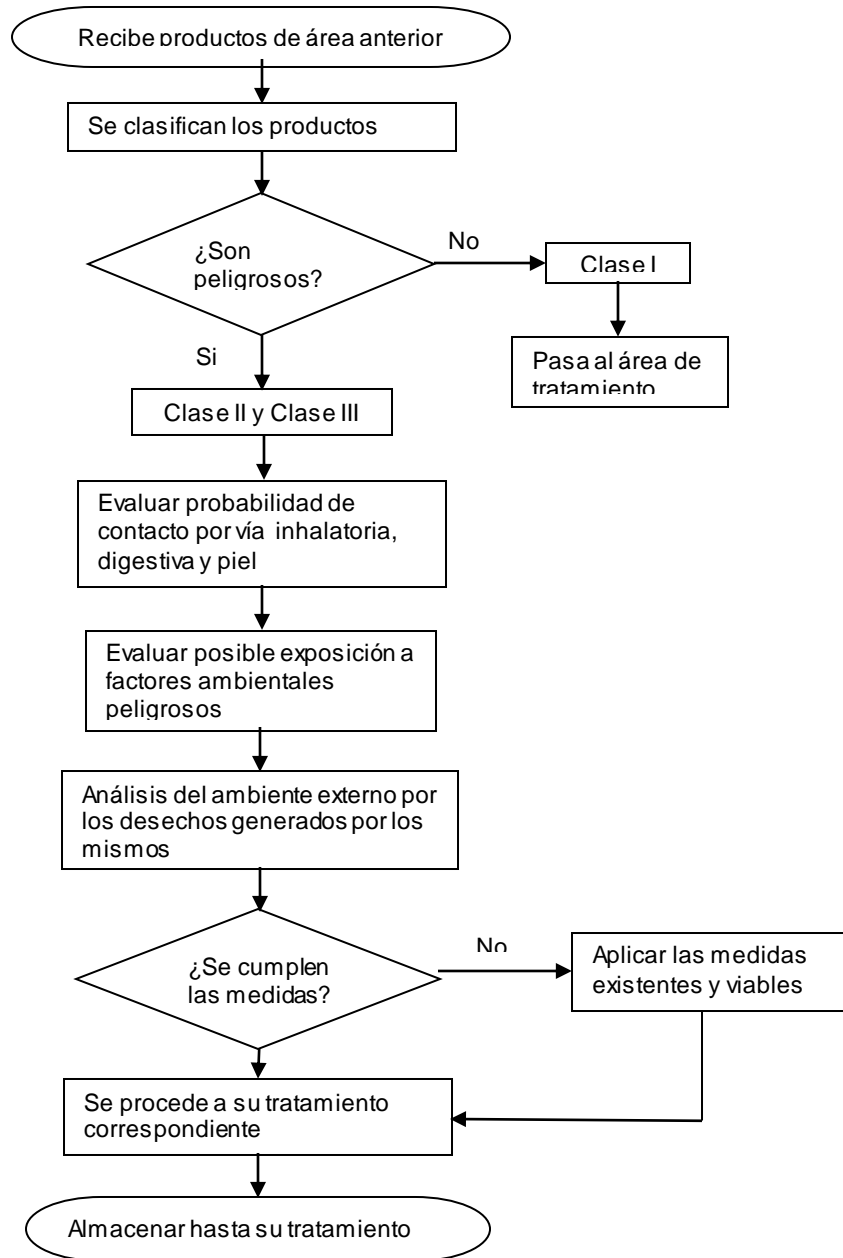 Recibe productos de área anterior
Se clasifican los productos
¿Son
peligrosos?
No
Clase I
Pasa al área de
tratamiento
Si
Clase II y Clase III
Evaluar probabilidad de
contacto por vía inhalatoria,
digestiva y piel
Evaluar posible exposición a
factores ambientales
peligrosos
Análisis del ambiente externo por
los desechos generados por los
mismos
¿Se cumplen
las medidas?
No
Aplicar las medidas
existentes y viables
Se procede a su tratamiento
correspondiente
Almacenar hasta su tratamiento